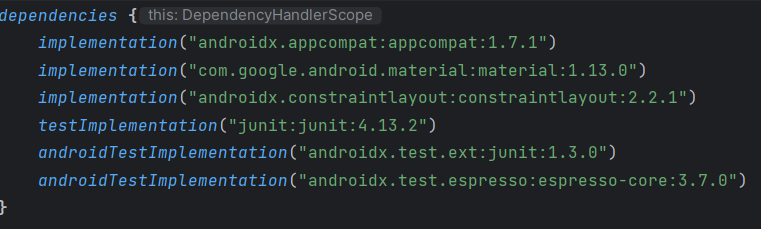 dependencies { this: DependencyHandlerScope
implementation("androidx.appcompat:appcompat:1.7.1")
implementation("com.google.android.material:material:1.13.0")
implementation("androidx.constraintlayout:constraintlayout:2.2.1")
testImplementation("junit:junit:4.13.2")
androidTestImplementation("androidx.test.ext:junit:1.3.0")
androidTestImplementation("androidx.test.espresso:espresso-core:3.7.0")
}